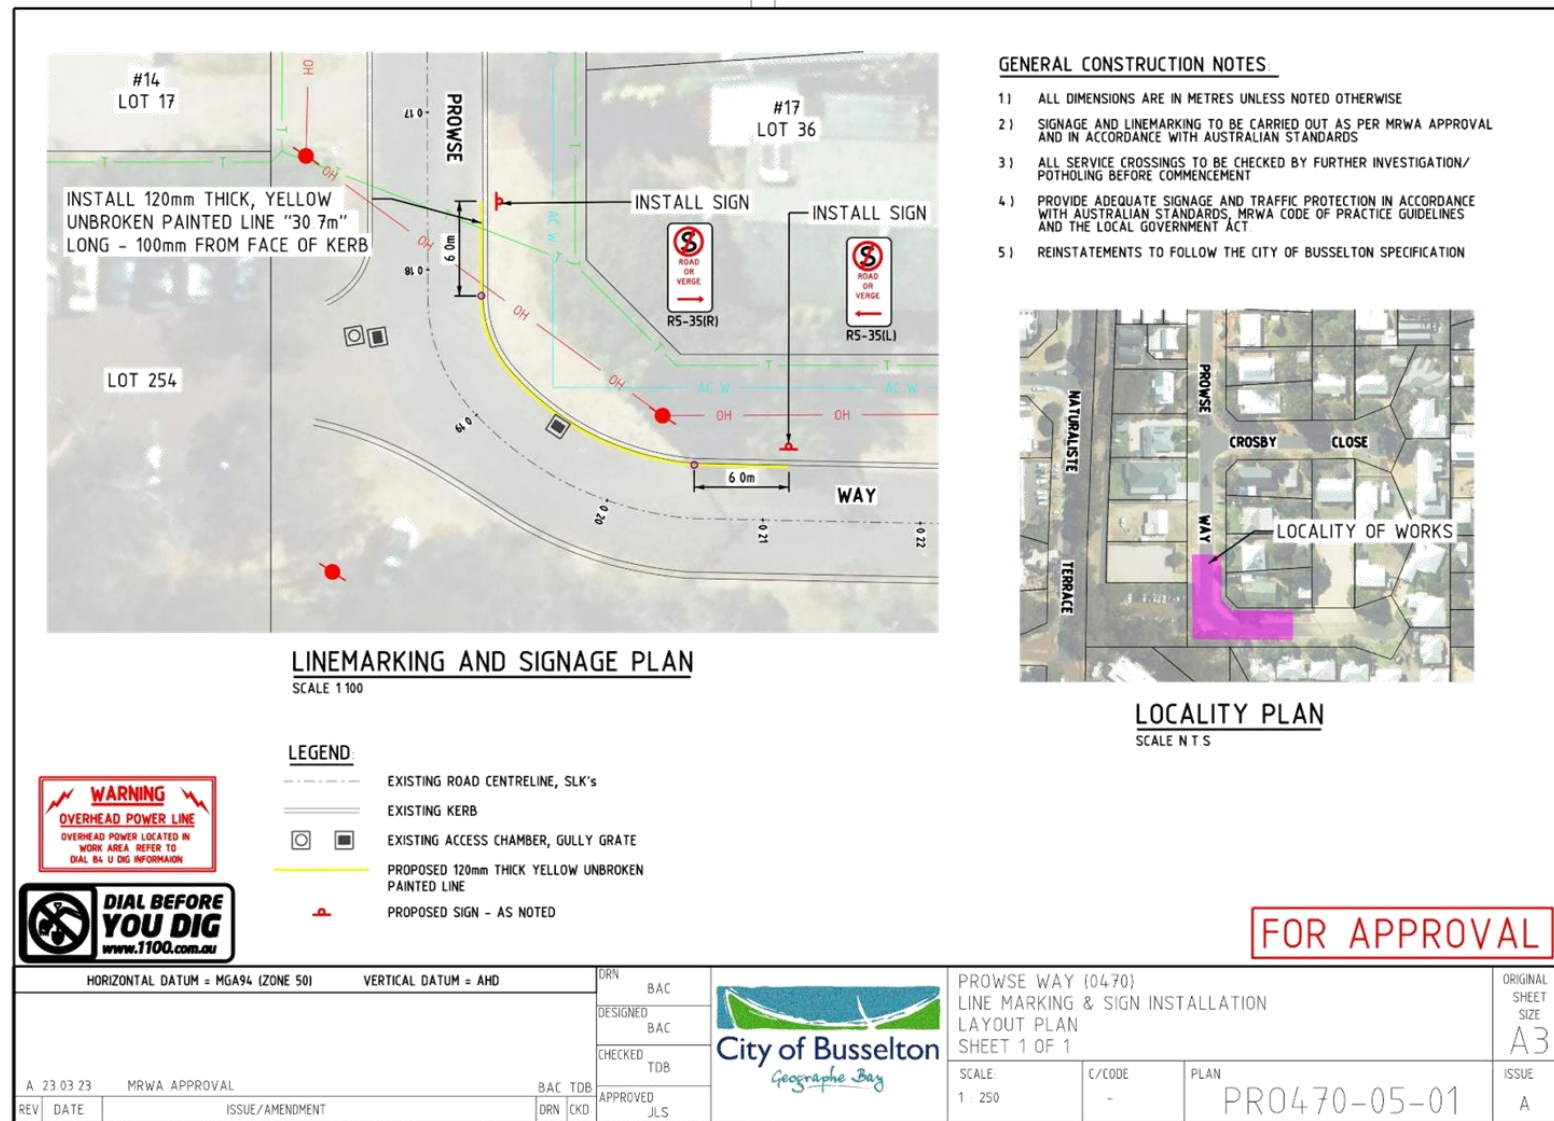 #14
LOT 17
OH
PROWSE
0.17
#17
LOT 36
T
T
T
OH
T
T
INSTALL 120mm THICK, YELLOW
UNBROKEN PAINTED LINE "30.7m"
LONG - 100mm FROM FACE OF KERB
INSTALL SIGN
INSTALL SIGN
AC W
6.0m
OH
T
T
0.18
ROAD
OR
VERGE
R5-35(R)
ROAD
OR
VERGE
R5-35(L)
OH
T
T
T
LOT 254
OH
AC W
AC W
OH
OH
0.19
6.0m
WAY
0.20
0.21
0.22
LINEMARKING AND SIGNAGE PLAN
SCALE 1:100
GENERAL CONSTRUCTION NOTES:
1.) ALL DIMENSIONS ARE IN METRES UNLESS NOTED OTHERWISE
2.) SIGNAGE AND LINEMARKING TO BE CARRIED OUT AS PER MRWA APPROVAL
AND IN ACCORDANCE WITH AUSTRALIAN STANDARDS
3.) ALL SERVICE CROSSINGS TO BE CHECKED BY FURTHER INVESTIGATION/
POTHOLING BEFORE COMMENCEMENT
4.) PROVIDE ADEQUATE SIGNAGE AND TRAFFIC PROTECTION IN ACCORDANCE
WITH AUSTRALIAN STANDARDS, MRWA CODE OF PRACTICE GUIDELINES
AND THE LOCAL GOVERNMENT ACT.
5.) REINSTATEMENTS TO FOLLOW THE CITY OF BUSSELTON SPECIFICATION
PROWSE
NATURALISTE
CROSBY CLOSE
WAY
LOCALITY OF WORKS
TERRACE
LOCALITY PLAN
SCALE N.T.S
LEGEND:
EXISTING ROAD CENTRELINE, SLK's
EXISTING KERB
EXISTING ACCESS CHAMBER, GULLY GRATE
PROPOSED 120mm THICK YELLOW UNBROKEN
PAINTED LINE
PROPOSED SIGN - AS NOTED
WARNING
OVERHEAD POWER LINE
OVERHEAD POWER LOCATED IN
WORK AREA. REFER TO
DIAL B4 U DIG INFORMAION
DIAL BEFORE
YOU DIG
www.1100.com.au
FOR APPROVAL
HORIZONTAL DATUM = MGA94 (ZONE 50) VERTICAL DATUM = AHD.
A 23.03.23 MRWA APPROVAL BAC TDB
REV DATE ISSUE/AMENDMENT DRN CKD
DRN
BAC
DESIGNED
BAC
CHECKED
TDB
APPROVED
JLS
City of Busselton
Geographe Bay
PROWSE WAY (0470)
LINE MARKING & SIGN INSTALLATION
LAYOUT PLAN
SHEET 1 OF 1
SCALE:
1 : 250
C/CODE
-
PLAN
PRO470-05-01
ORIGINAL
SHEET
SIZE
A3
ISSUE
A